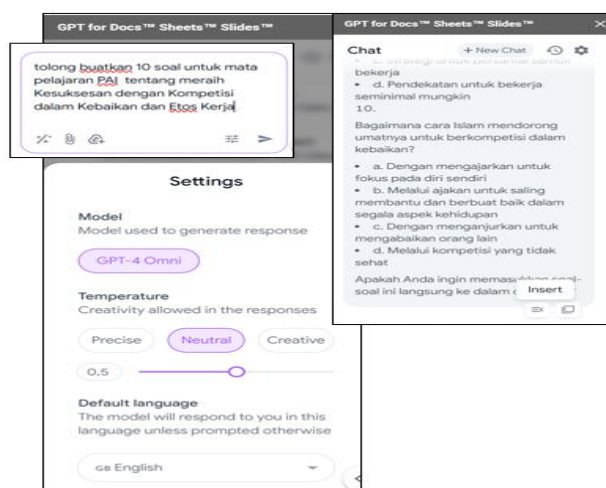 GPT for Docs™ Sheets™ Slides™
tolong buatkan 10 soal untuk mata
pelajaran PAI tentang meraih
Kesuksesan dengan Kompetisi
dalam Kebaikan dan Etos Kerja
Settings
Model
Model used to generate response
GPT-4 Omni
Temperature
Creativity allowed in the responses
Precise Neutral Creative
0.5
Default language
The model will respond to you in this
language unless prompted otherwise
GB English
GPT for Docs™ Sheets™ Slides™
Chat + New Chat
bekerja
• d. Pendekatan untuk bekerja
seminimal mungkin
10.
Bagaimana cara Islam mendorong
umatnya untuk berkompetisi dalam
kebaikan?
• a. Dengan mengajarkan untuk
fokus pada diri sendiri
• b. Melalui ajakan untuk saling
membantu dan berbuat baik dalam
segala aspek kehidupan
• c. Dengan menganjurkan untuk
mengabaikan orang lain
• d. Melalui kompetisi yang tidak
sehat
Apakah Anda ingin memasukkan soal-
soal ini langsung ke dalam
Insert